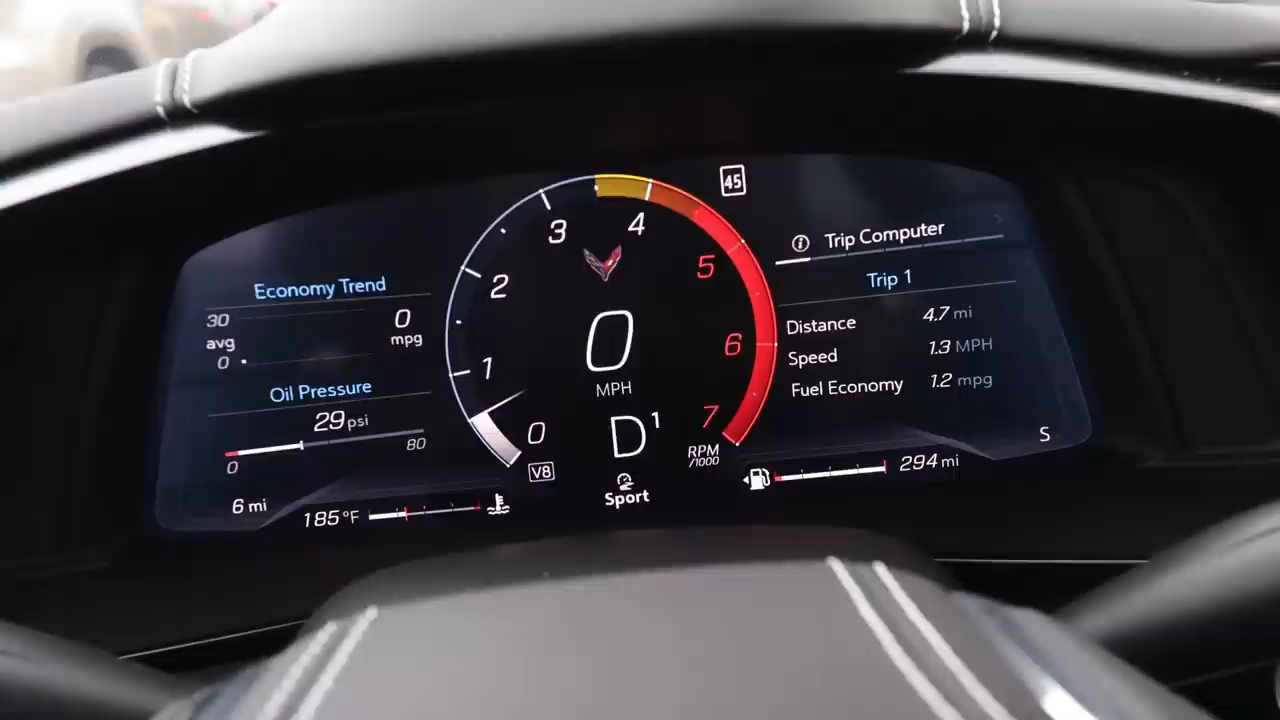 45
Economy Trend
30
avg
0
0
mpg
Oil Pressure
29 psi
0
80
6 mi
185 °F
0
1
2
3
4
5
6
7
RPM
/1000
0
MPH
D1
V8
Sport
Trip Computer
Trip 1
Distance 4.7 mi
Speed 1.3 MPH
Fuel Economy 1.2 mpg
S
294 mi